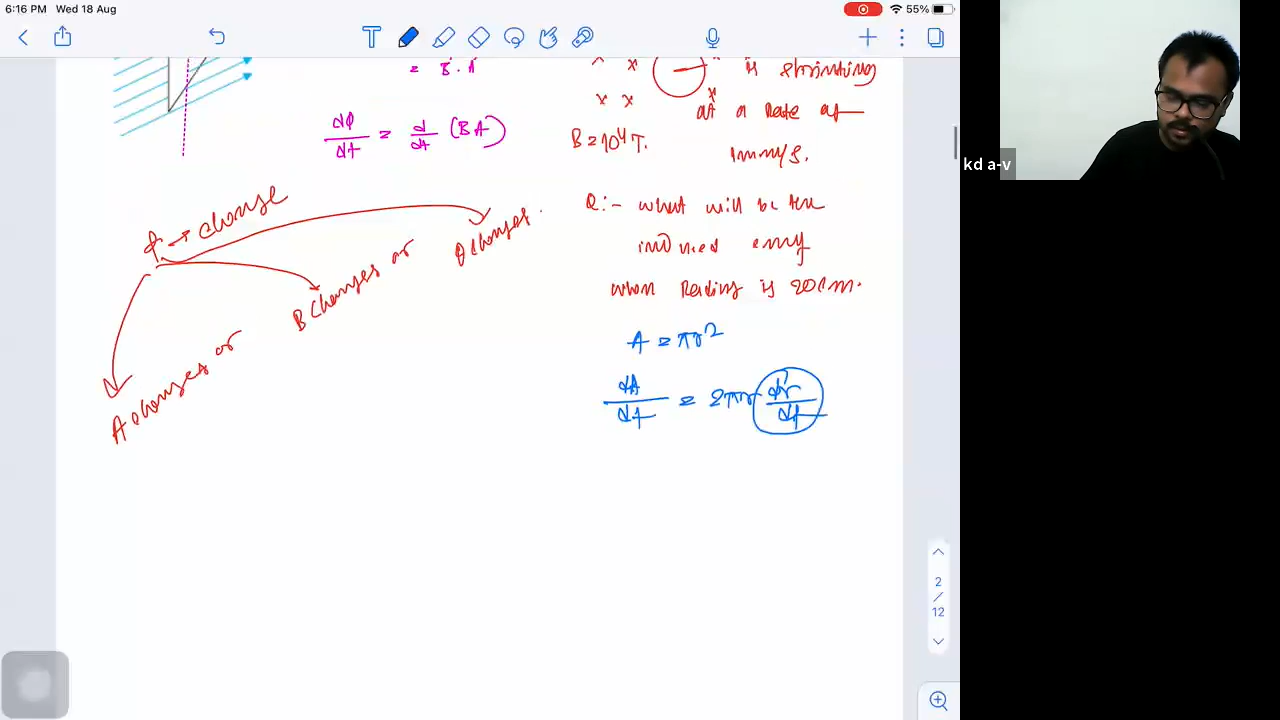 6:16 PM Wed 18 Aug
55%
= B. A
dϕ/dt = d/dt (BA)
ϕ → change
A changes or
B changes or
θ changes.
is shrinking
at a rate of
1mm/s.
B = 10⁴ T.
Q:- what will be the
induced emf
when Radius is 20cm.
A = πr²
dA/dt = 2πr dr/dt
kd a-v
2
/
12